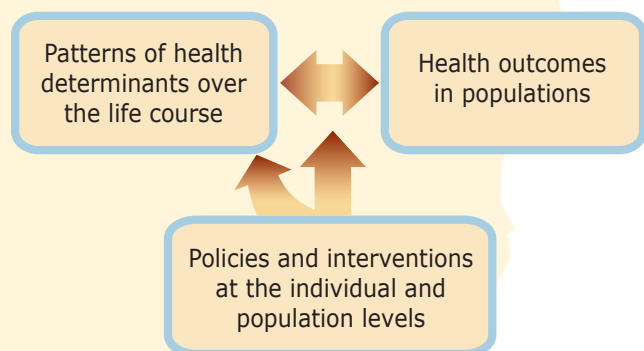 Patterns of health
determinants over
the life course
Health outcomes
in populations
Policies and interventions
at the individual and
population levels